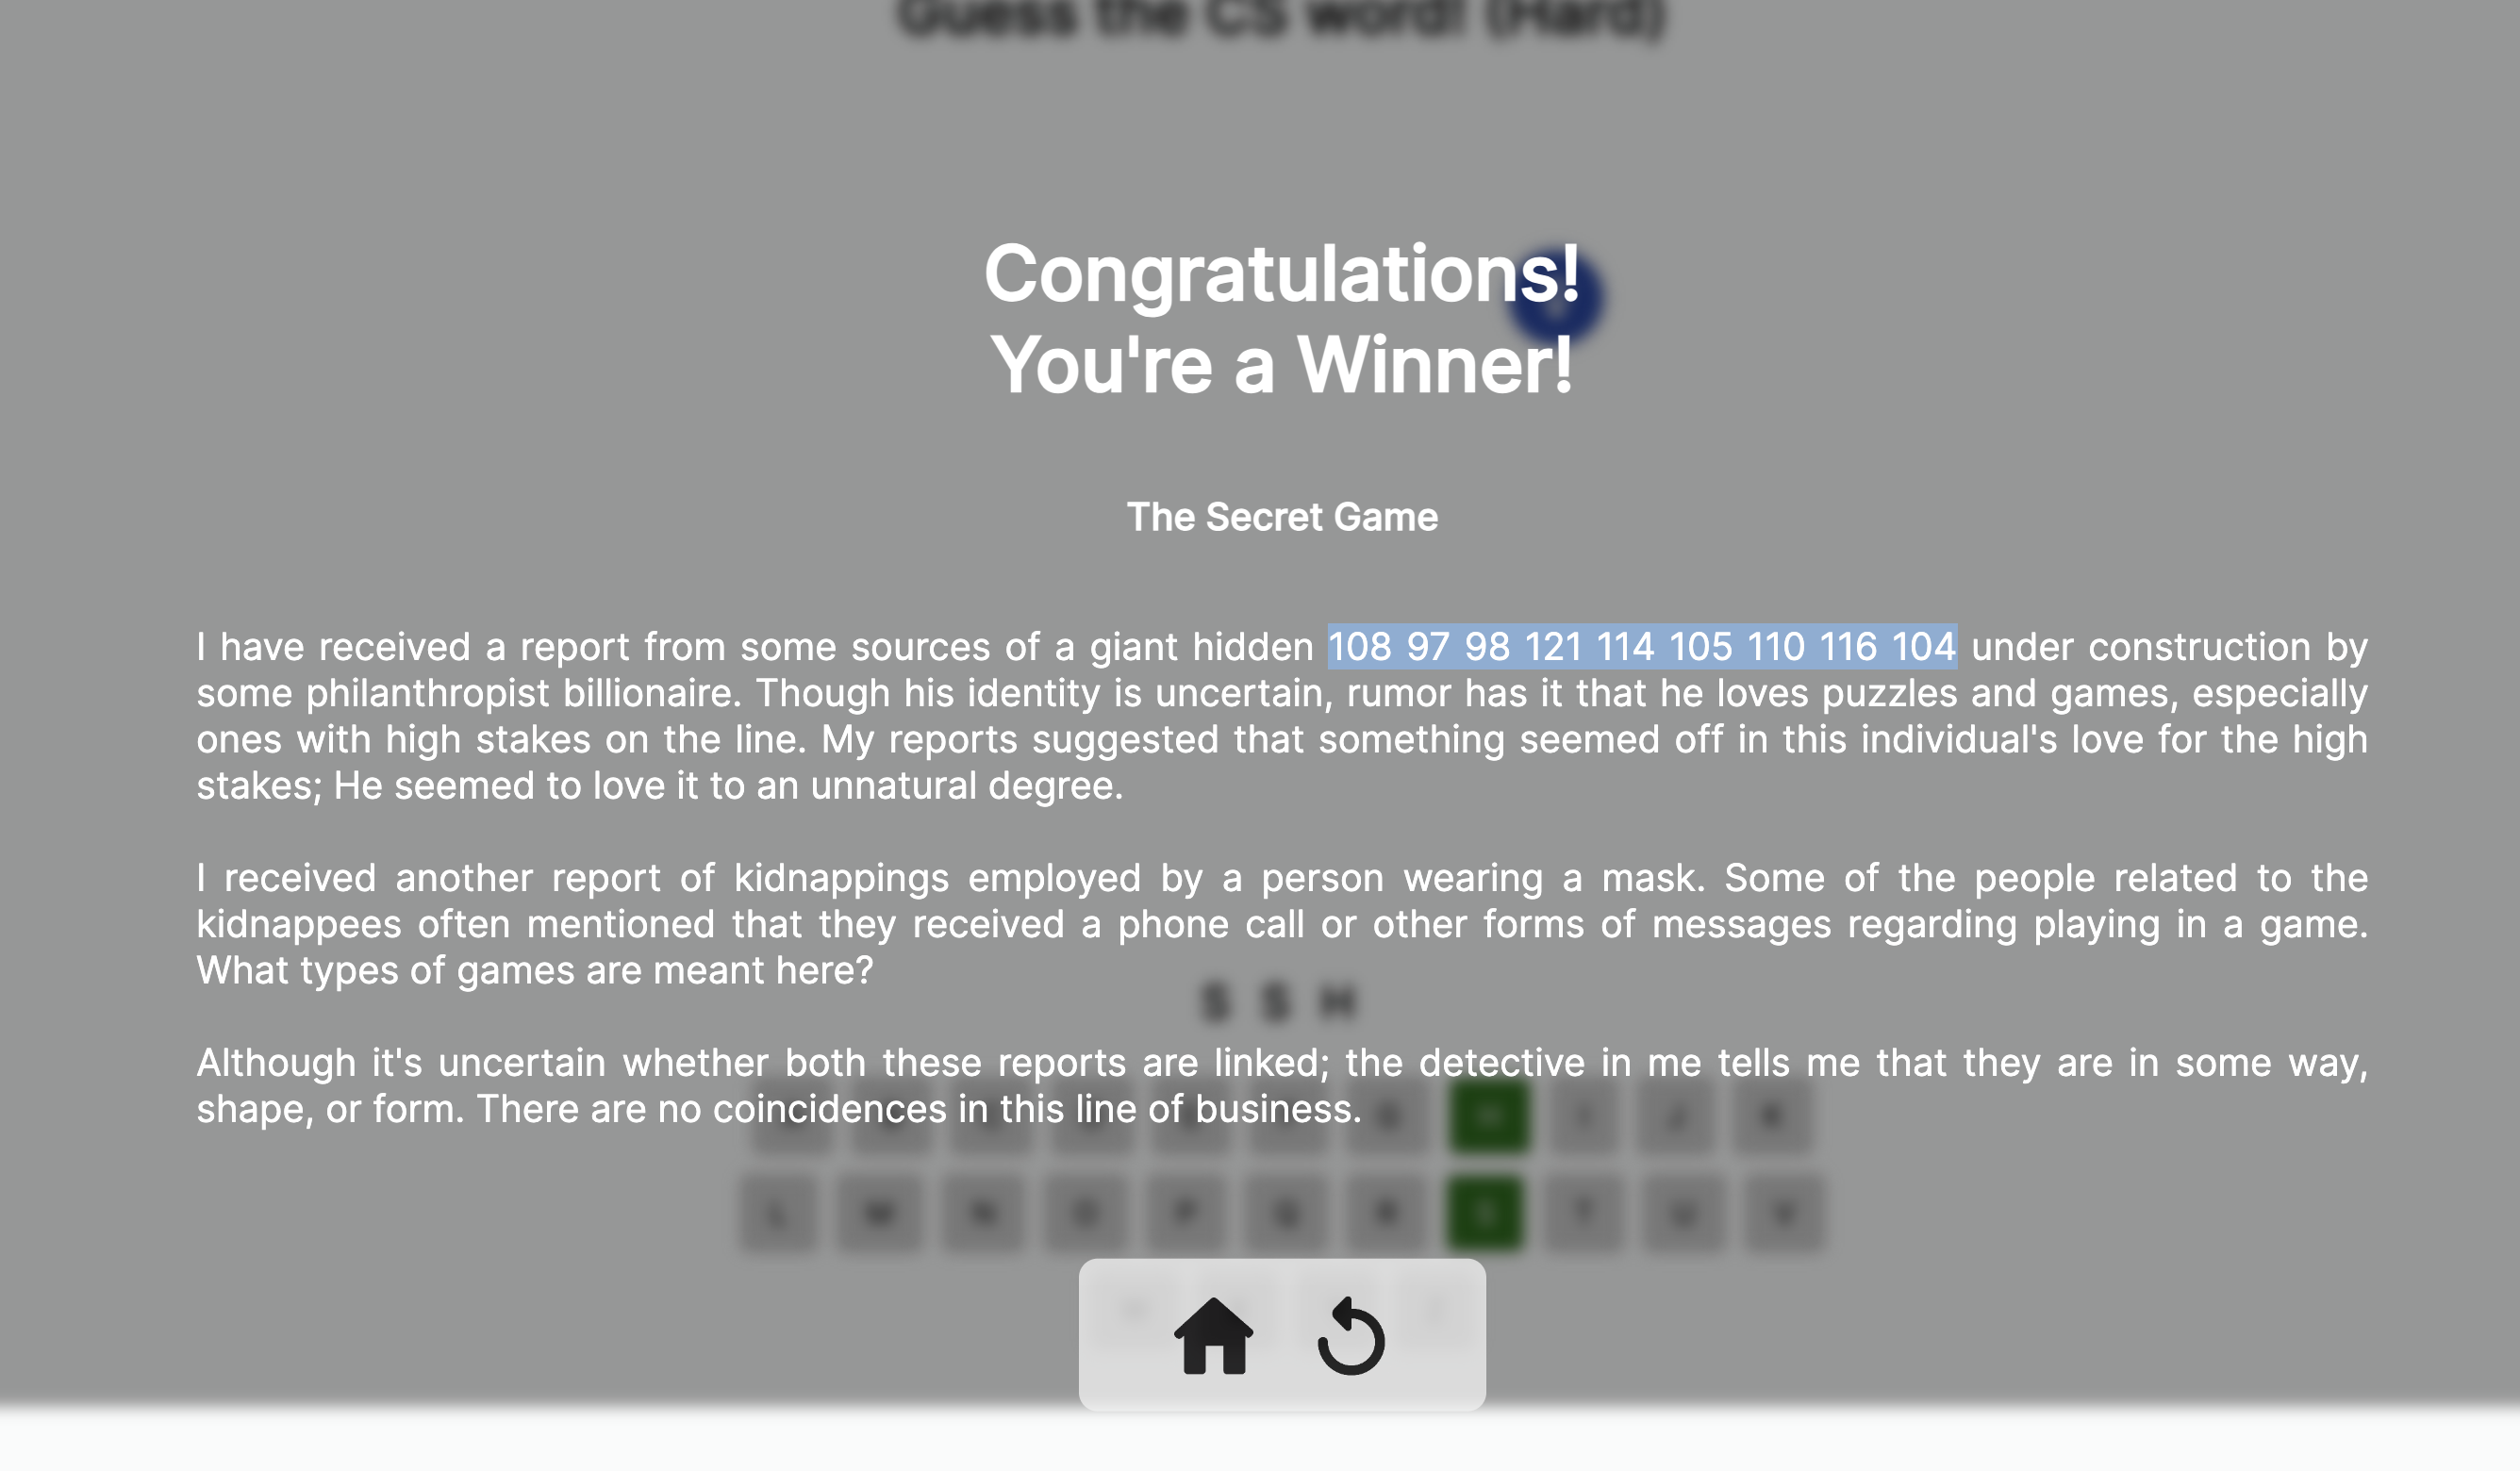 Guess the CS word! (Hard)
Congratulations!
You're a Winner!
The Secret Game
I have received a report from some sources of a giant hidden 108 97 98 121 114 105 110 116 104 under construction by
some philanthropist billionaire. Though his identity is uncertain, rumor has it that he loves puzzles and games, especially
ones with high stakes on the line. My reports suggested that something seemed off in this individual's love for the high
stakes; He seemed to love it to an unnatural degree.
I received another report of kidnappings employed by a person wearing a mask. Some of the people related to the
kidnappees often mentioned that they received a phone call or other forms of messages regarding playing in a game.
What types of games are meant here?
S S H
Although it's uncertain whether both these reports are linked; the detective in me tells me that they are in some way,
shape, or form. There are no coincidences in this line of business.
G H I J K
L M N O P Q R S T U V